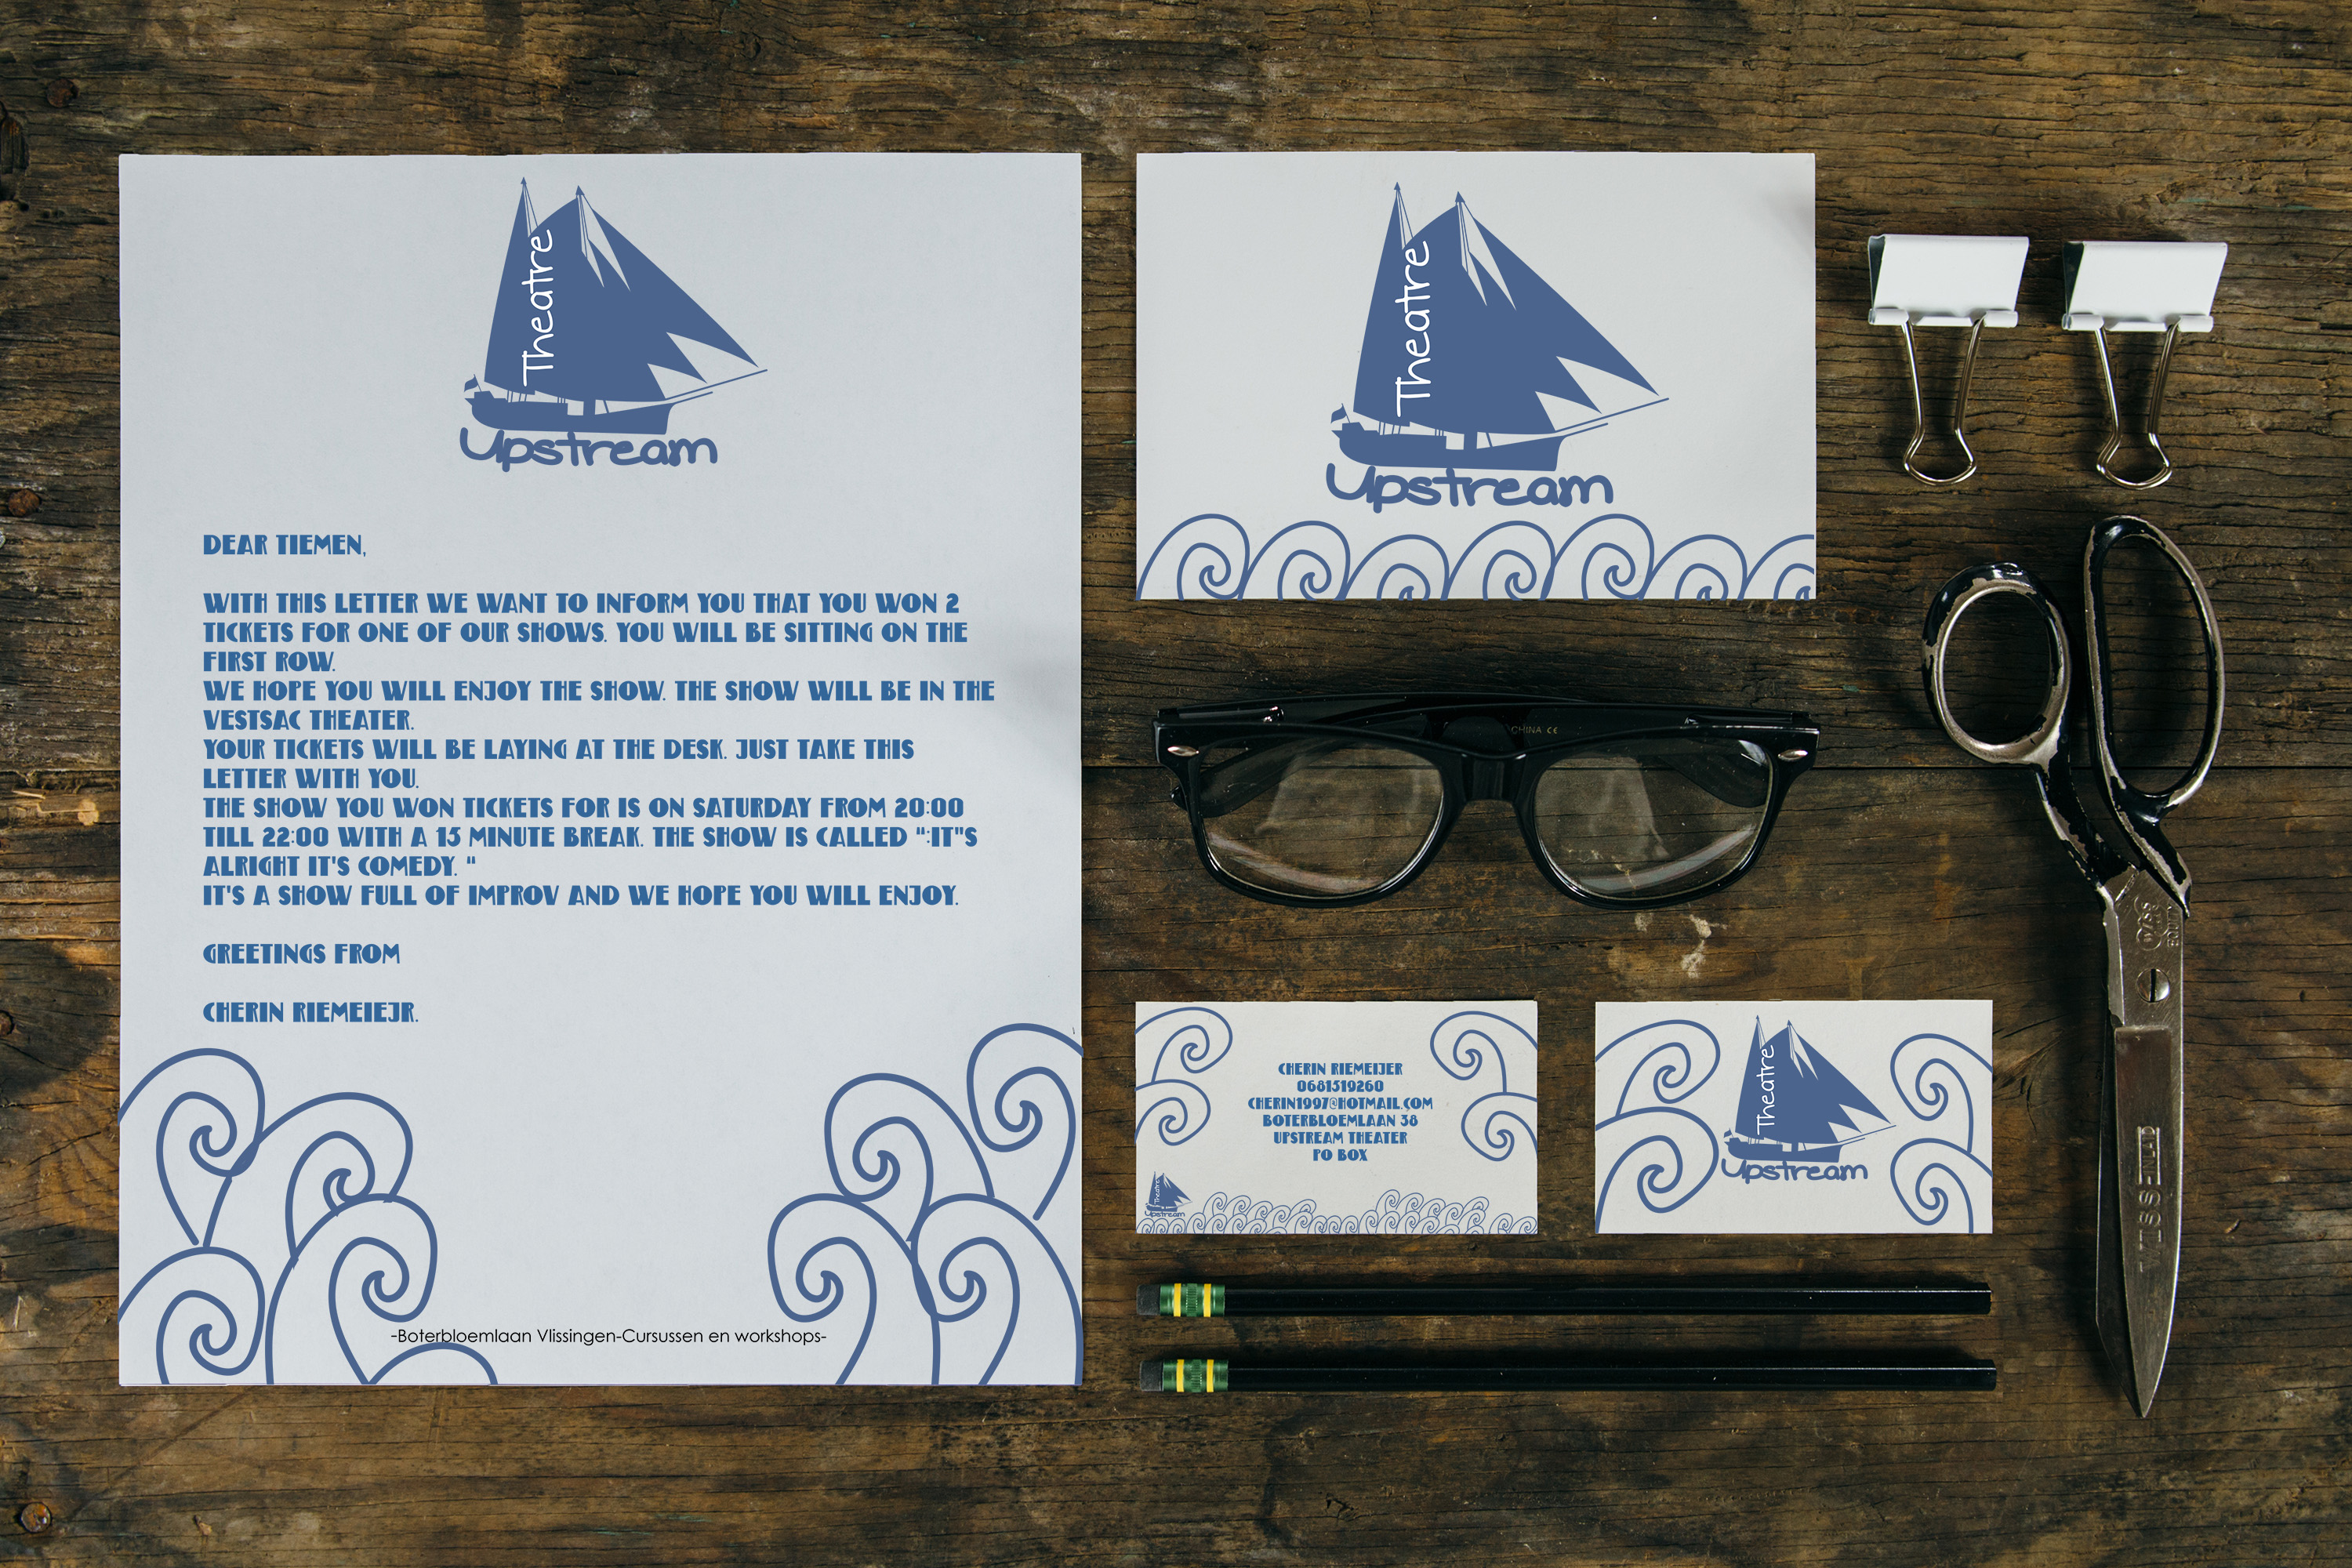 Theatre
Upstream
DEAR TIEMEN,
WITH THIS LETTER WE WANT TO INFORM YOU THAT YOU WON 2
TICKETS FOR ONE OF OUR SHOWS. YOU WILL BE SITTING ON THE
FIRST ROW.
WE HOPE YOU WILL ENJOY THE SHOW. THE SHOW WILL BE IN THE
VESTSAC THEATER.
YOUR TICKETS WILL BE LAYING AT THE DESK. JUST TAKE THIS
LETTER WITH YOU.
THE SHOW YOU WON TICKETS FOR IS ON SATURDAY FROM 20:00
TILL 22:00 WITH A 15 MINUTE BREAK. THE SHOW IS CALLED “:IT"S
ALRIGHT IT'S COMEDY. “
IT'S A SHOW FULL OF IMPROV AND WE HOPE YOU WILL ENJOY.
GREETINGS FROM
CHERIN RIEMEIEJR.
-Boterbloemlaan Vlissingen-Cursussen en workshops-
Theatre
Upstream
CHINA CE
CHERIN RIEMEIJER
0681519260
CHERIN1997@HOTMAIL.COM
BOTERBLOEMLAAN 38
UPSTREAM THEATER
PO BOX
Theatre
Upstream
Theatre
Upstream